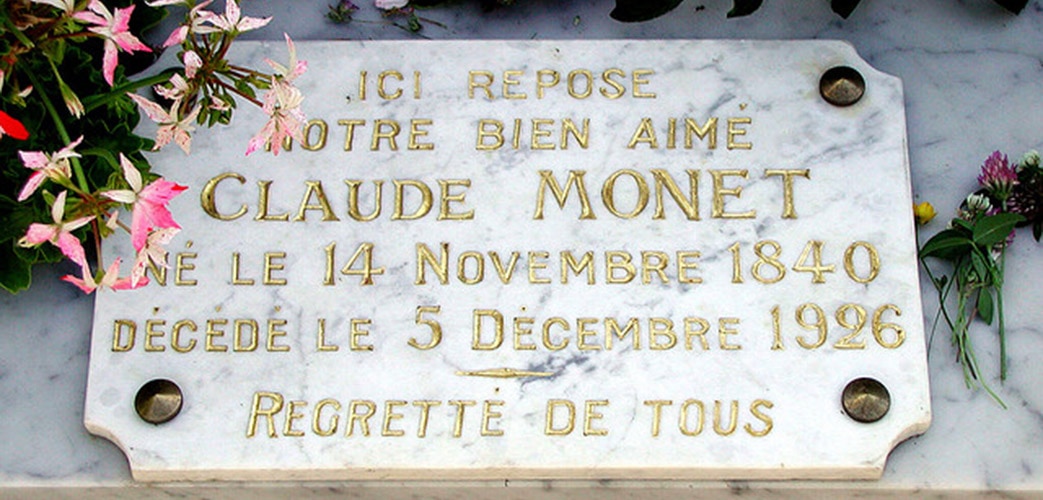 ICI REPOSE
NOTRE BIEN AIMÉ
CLAUDE MONET
NÉ LE 14 NOVEMBRE 1840
DÉCÉDÉ LE 5 DÉCEMBRE 1926
REGRETTÉ DE TOUS